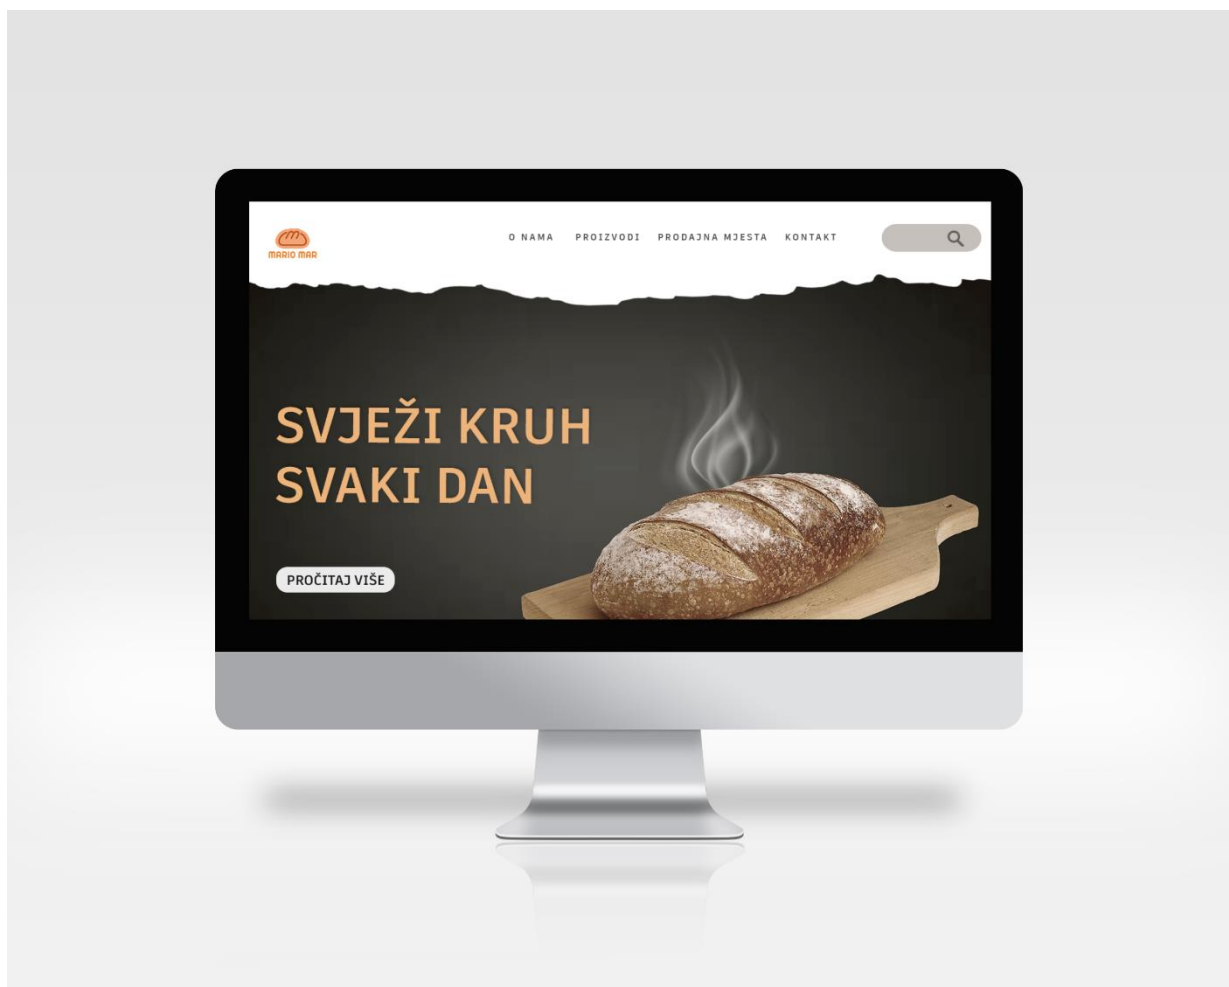 MARIO MAR
O NAMA PROIZVODI PRODAJNA MJESTA KONTAKT
SVJEŽI KRUH
SVAKI DAN
PROČITAJ VIŠE